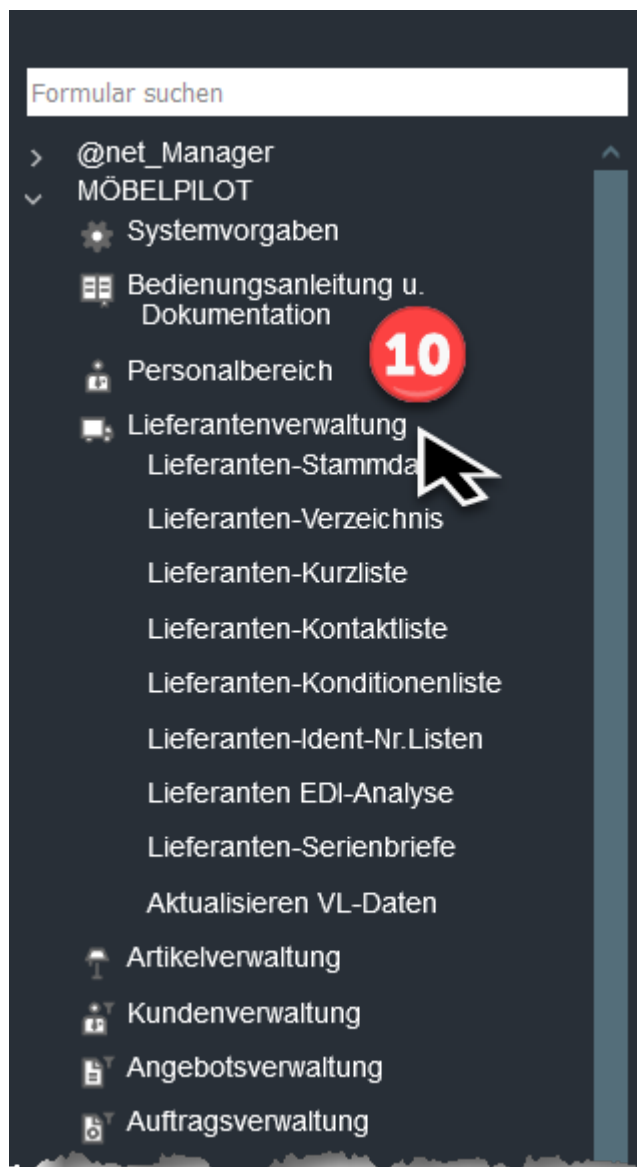 Formular suchen
@net_Manager
MÖBELPILOT
Systemvorgaben
Bedienungsanleitung u.
Dokumentation
10
Personalbereich
Lieferantenverwaltung
Lieferanten-Stammda
Lieferanten-Verzeichnis
Lieferanten-Kurzliste
Lieferanten-Kontaktliste
Lieferanten-Konditionenliste
Lieferanten-Ident-Nr.Listen
Lieferanten EDI-Analyse
Lieferanten-Serienbriefe
Aktualisieren VL-Daten
Artikelverwaltung
Kundenverwaltung
Angebotsverwaltung
Auftragsverwaltung